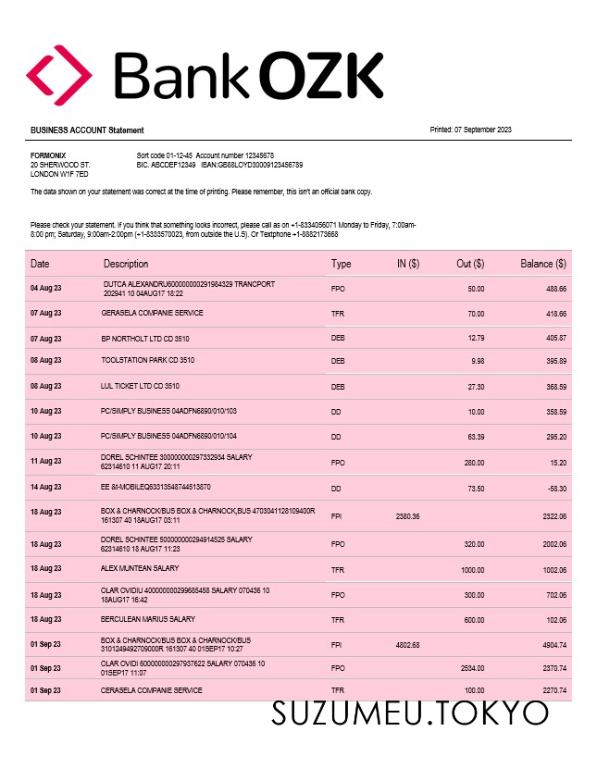 Bank OZK
BUSINESS ACCOUNT Statement Printed: 07 September 2023
FORMONIX Sort code 01-12-45 Account number 12345678
20 SHERWOOD ST. BIC. ABCDEF12349 IBAN:GB88LOYD30009123456789
LONDON W1F 7ED
The data shown on your statement was correct at the time of printing. Please remember, this isn't an official bank copy.
Please check your statement. If you think that something looks incorrect, please call as on +1-8334056071 Monday to Friday, 7:00am-
8:00 pm; Saturday, 9:00am-2:00pm (+1-8333570023, from outside the U.S). Or Textphone +1-8882173668
Date Description Type IN ($) Out ($) Balance ($)
04 Aug 23 DUTCA ALEXANDRU600000000291984329 TRANCPORT
202941 10 04AUG17 18:22 FPO 50.00 488.66
07 Aug 23 GERASELA COMPANIE SERVICE TFR 70.00 418.66
07 Aug 23 BP NORTHOLT LTD CD 3510 DEB 12.79 405.87
08 Aug 23 TOOLSTATION PARK CD 3510 DEB 9.98 395.89
08 Aug 23 LUL TICKET LTD CD 3510 DEB 27.30 368.59
10 Aug 23 PC/SIMPLY BUSINESS 04ADFN6890/010/103 DD 10.00 358.59
10 Aug 23 PC/SIMPLY BUSINESS 04ADFN6890/010/104 DD 63.39 295.20
11 Aug 23 DOREL SCHINTEE 300000000297332934 SALARY
62314610 11 AUG17 20:11 FPO 280.00 15.20
14 Aug 23 EE &I-MOBILEQ63313548744513870 DD 73.50 -58.30
18 Aug 23 BOX & CHARNOCK/BUS BOX & CHARNOCK,BUS 4703041128109400R
161307 40 18AUG17 03:11 FPI 2380.36 2322.06
18 Aug 23 DOREL SCHINTEE 500000000294914526 SALARY
62314610 18 AUG17 11:23 FPO 320.00 2002.06
18 Aug 23 ALEX MUNTEAN SALARY TFR 1000.00 1002.06
18 Aug 23 CLAR OVIDIU 400000000299685458 SALARY 070436 10
18AUG17 16:42 FPO 300.00 702.06
18 Aug 23 BERCULEAN MARIUS SALARY TFR 600.00 102.06
01 Sep 23 BOX & CHARNOCK/BUS BOX & CHARNOCK/BUS
3101249492709000R 161307 40 01SEP17 10:27 FPI 4802.68 4904.74
01 Sep 23 CLAR OVIDI 600000000297937622 SALARY 070436 10
01SEP17 11:07 FPO 2534.00 2370.74
01 Sep 23 CERASELA COMPANIE SERVICE TFR 100.00 2270.74
SUZUMEU.TOKYO